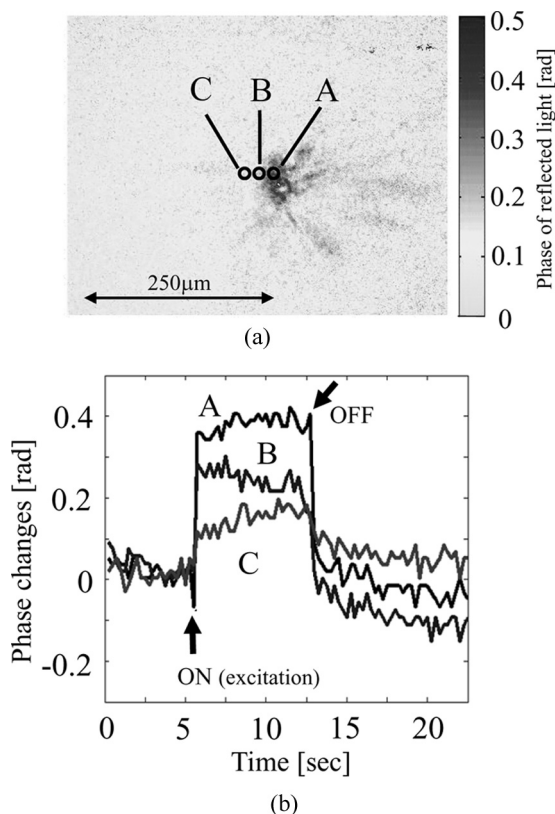 (a)
C B A
250µm
0.5
0.4
0.3
0.2
0.1
0
Phase of reflected light [rad]
(b)
0.4
0.2
0
-0.2
Phase changes [rad]
A
B
C
OFF
ON (excitation)
0 5 10 15 20
Time [sec]